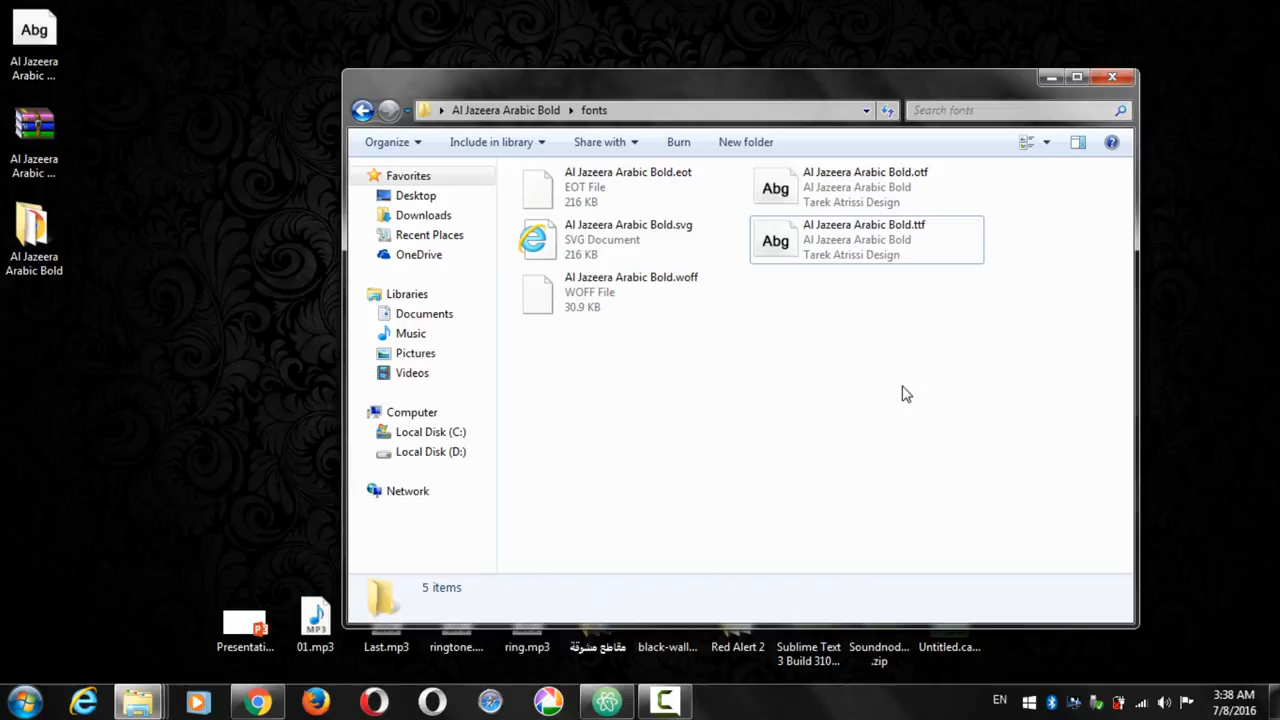 Abg
Al Jazeera
Arabic ...
Al Jazeera
Arabic ...
Al Jazeera
Arabic Bold
Al Jazeera Arabic Bold
fonts
Search fonts
Organize
Include in library
Share with
Burn
New folder
Favorites
Desktop
Downloads
Recent Places
OneDrive
Libraries
Documents
Music
Pictures
Videos
Computer
Local Disk (C:)
Local Disk (D:)
Network
Al Jazeera Arabic Bold.eot
EOT File
216 KB
Al Jazeera Arabic Bold.svg
SVG Document
216 KB
Al Jazeera Arabic Bold.woff
WOFF File
30.9 KB
Abg
Al Jazeera Arabic Bold.otf
Al Jazeera Arabic Bold
Tarek Atrissi Design
Abg
Al Jazeera Arabic Bold.ttf
Al Jazeera Arabic Bold
Tarek Atrissi Design
5 items
Presentati...
MP3
01.mp3
Last.mp3
ringtone....
ring.mp3
مقاطع مشوقة
black-wall...
Red Alert 2
Sublime Text
3 Build 310...
Soundnod...
.zip
Untitled.ca...
EN
3:38 AM
7/8/2016